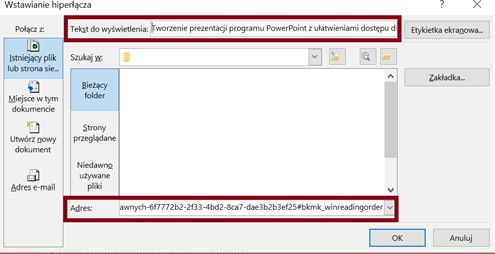 Wstawianie hiperłącza
Połącz z:
Tekst do wyświetlenia: Tworzenie prezentacji programu PowerPoint z ułatwieniami dostępu dl
Etykietka ekranowa...
Istniejący plik
lub strona sie...
Szukaj w:
Bieżący
folder
Zakładka...
Miejsce w tym
dokumencie
Strony
przeglądane
Utwórz nowy
dokument
Niedawno
używane
pliki
Adres e-mail
Adres: awnych-6f7772b2-2f33-4bd2-8ca7-dae3b2b3ef25#bkmk_winreadingorder
OK
Anuluj